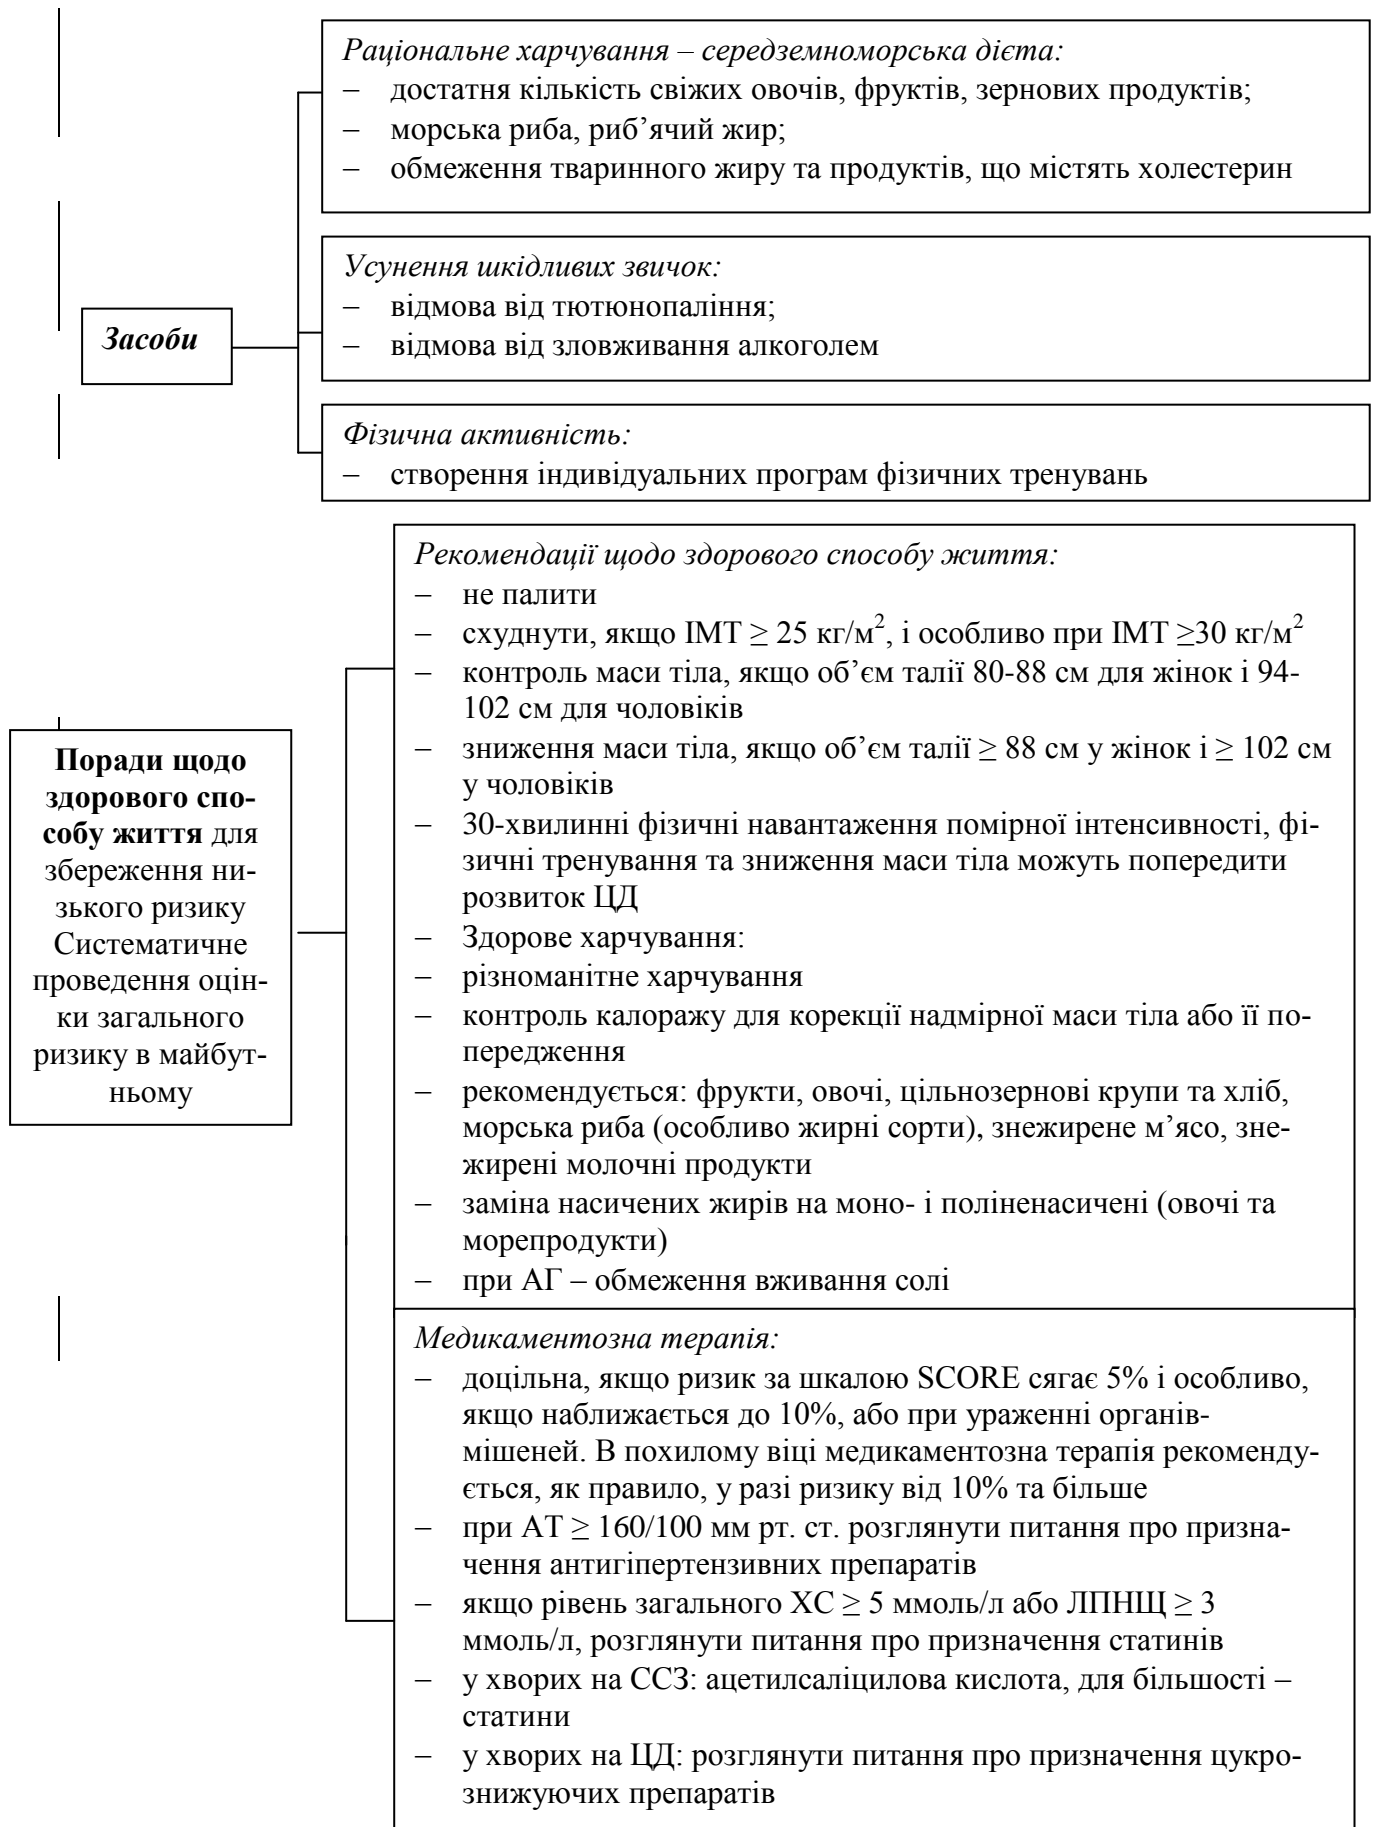 Раціональне харчування – середземноморська дієта:
– достатня кількість свіжих овочів, фруктів, зернових продуктів;
– морська риба, риб’ячий жир;
– обмеження тваринного жиру та продуктів, що містять холестерин
Усунення шкідливих звичок:
– відмова від тютюнопаління;
– відмова від зловживання алкоголем
Засоби
Фізична активність:
– створення індивідуальних програм фізичних тренувань
Поради щодо
здорового спо-
собу життя для
збереження ни-
зького ризику
Систематичне
проведення оцін-
ки загального
ризику в майбут-
ньому
Рекомендації щодо здорового способу життя:
– не палити
– схуднути, якщо ІМТ ≥ 25 кг/м², і особливо при ІМТ ≥30 кг/м²
– контроль маси тіла, якщо об’єм талії 80-88 см для жінок і 94-
102 см для чоловіків
– зниження маси тіла, якщо об’єм талії ≥ 88 см у жінок і ≥ 102 см
у чоловіків
– 30-хвилинні фізичні навантаження помірної інтенсивності, фі-
зичні тренування та зниження маси тіла можуть попередити
розвиток ЦД
– Здорове харчування:
– різноманітне харчування
– контроль калоражу для корекції надмірної маси тіла або її по-
передження
– рекомендується: фрукти, овочі, цільнозернові крупи та хліб,
морська риба (особливо жирні сорти), знежирене м’ясо, зне-
жирені молочні продукти
– заміна насичених жирів на моно- і поліненасичені (овочі та
морепродукти)
– при АГ – обмеження вживання солі
Медикаментозна терапія:
– доцільна, якщо ризик за шкалою SCORE сягає 5% і особливо,
якщо наближається до 10%, або при ураженні органів-
мішеней. В похилому віці медикаментозна терапія рекоменду-
ється, як правило, у разі ризику від 10% та більше
– при АТ ≥ 160/100 мм рт. ст. розглянути питання про призна-
чення антигіпертензивних препаратів
– якщо рівень загального ХС ≥ 5 ммоль/л або ЛПНЩ ≥ 3
ммоль/л, розглянути питання про призначення статинів
– у хворих на ССЗ: ацетилсаліцилова кислота, для більшості –
статини
– у хворих на ЦД: розглянути питання про призначення цукро-
знижуючих препаратів